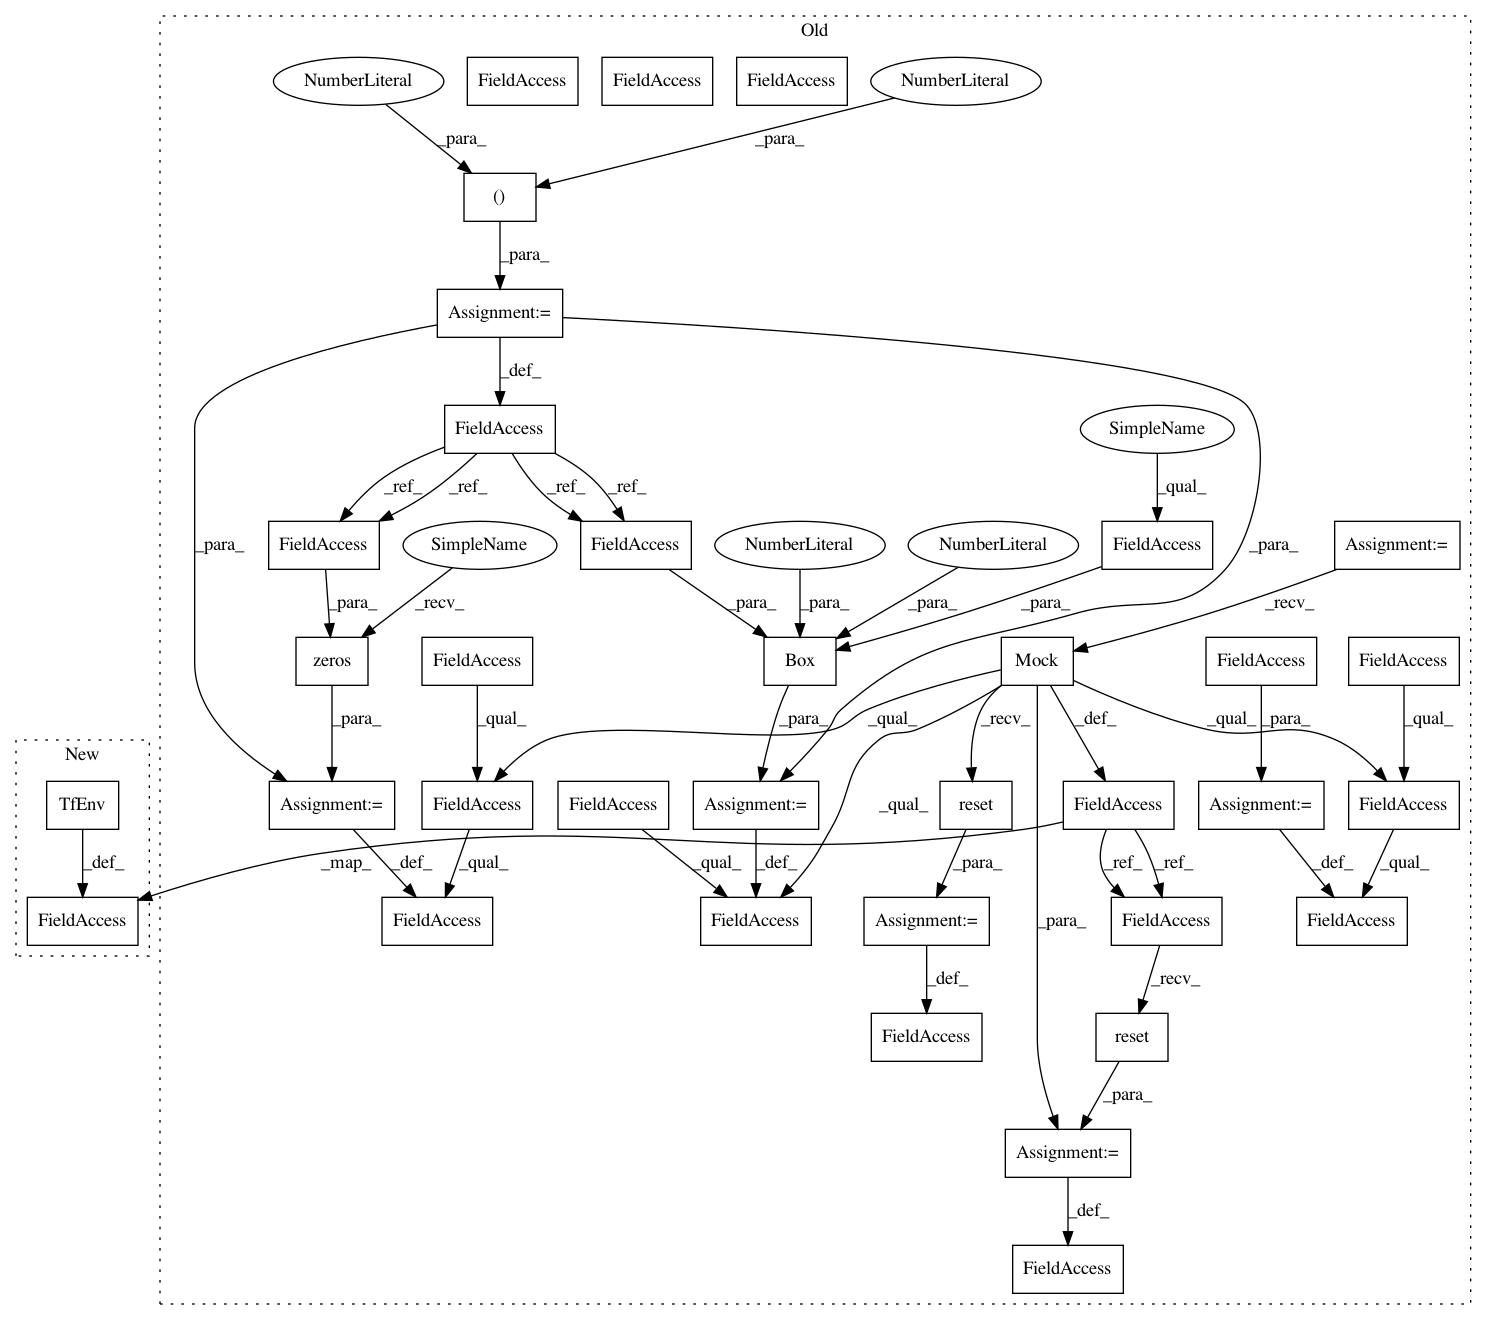 Old
NumberLiteral
FieldAccess
FieldAccess
FieldAccess
NumberLiteral
_para_
_para_
()
_para_
Assignment:=
_def_
FieldAccess
SimpleName
_ref_
_ref_
_ref_
_ref_
_qual_
FieldAccess
SimpleName
FieldAccess
NumberLiteral
NumberLiteral
FieldAccess
Assignment:=
_para_
_para_
_para_
_recv_
_para_
_para_
_para_
_para_
_recv_
zeros
FieldAccess
Box
Mock
FieldAccess
FieldAccess
_para_
_qual_
_para_
_qual_
_recv_
_def_
_qual_
_para_
_qual_
New
TfEnv
Assignment:=
FieldAccess
FieldAccess
Assignment:=
_qual_
reset
FieldAccess
Assignment:=
FieldAccess
_def_
_map_
_def_
_qual_
_qual_
_def_
_para_
_ref_
_ref_
_def_
_qual_
FieldAccess
FieldAccess
FieldAccess
Assignment:=
_para_
FieldAccess
FieldAccess
_def_
_recv_
FieldAccess
reset
_para_
Assignment:=
_def_
FieldAccess